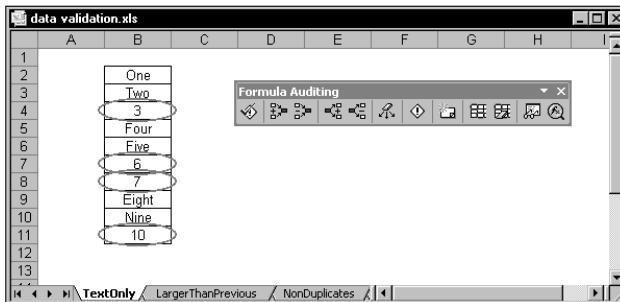 data validation.xls
A B C D E F G H I
1
2 One
3 Two
Formula Auditing
4 3
5 Four
6 Five
7 6
8 7
9 Eight
10 Nine
11 10
12
13
TextOnly LargerThanPrevious NonDuplicates